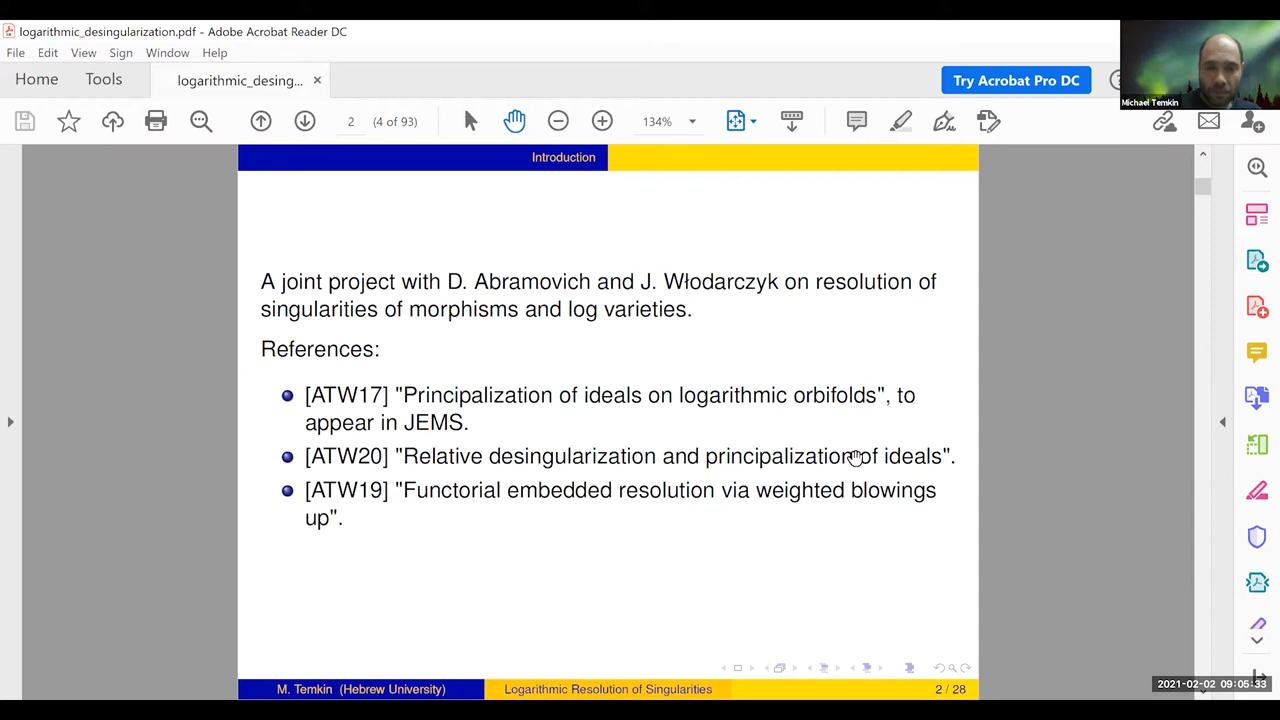 logarithmic_desingularization.pdf - Adobe Acrobat Reader DC
File Edit View Sign Window Help
Home Tools logarithmic_desing... × Try Acrobat Pro DC
Michael Temkin
2 (4 of 93) 134%
Introduction
A joint project with D. Abramovich and J. Włodarczyk on resolution of
singularities of morphisms and log varieties.
References:
[ATW17] "Principalization of ideals on logarithmic orbifolds", to
appear in JEMS.
[ATW20] "Relative desingularization and principalization of ideals".
[ATW19] "Functorial embedded resolution via weighted blowings
up".
M. Temkin (Hebrew University) Logarithmic Resolution of Singularities 2 / 28
2021-02-02 09:05:33